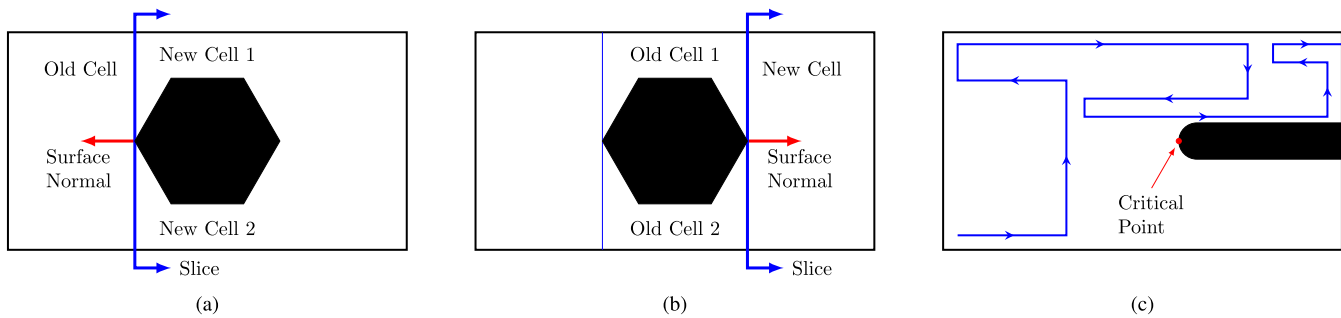 Old Cell
New Cell 1
Surface
Normal
New Cell 2
Slice
(a)
Old Cell 1
New Cell
Surface
Normal
Old Cell 2
Slice
(b)
Critical
Point
(c)